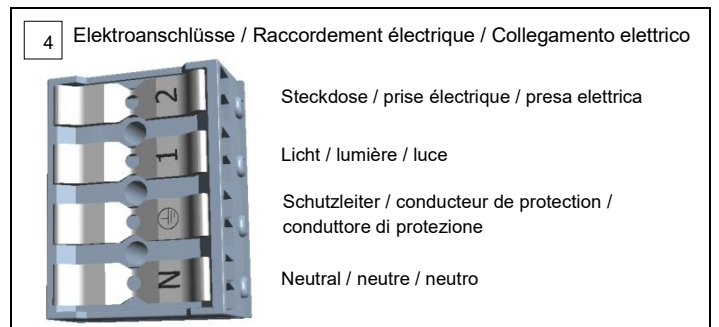 4
Elektroanschlüsse / Raccordement électrique / Collegamento elettrico
2
Steckdose / prise électrique / presa elettrica
1
Licht / lumière / luce
Schutzleiter / conducteur de protection /
conduttore di protezione
N
Neutral / neutre / neutro